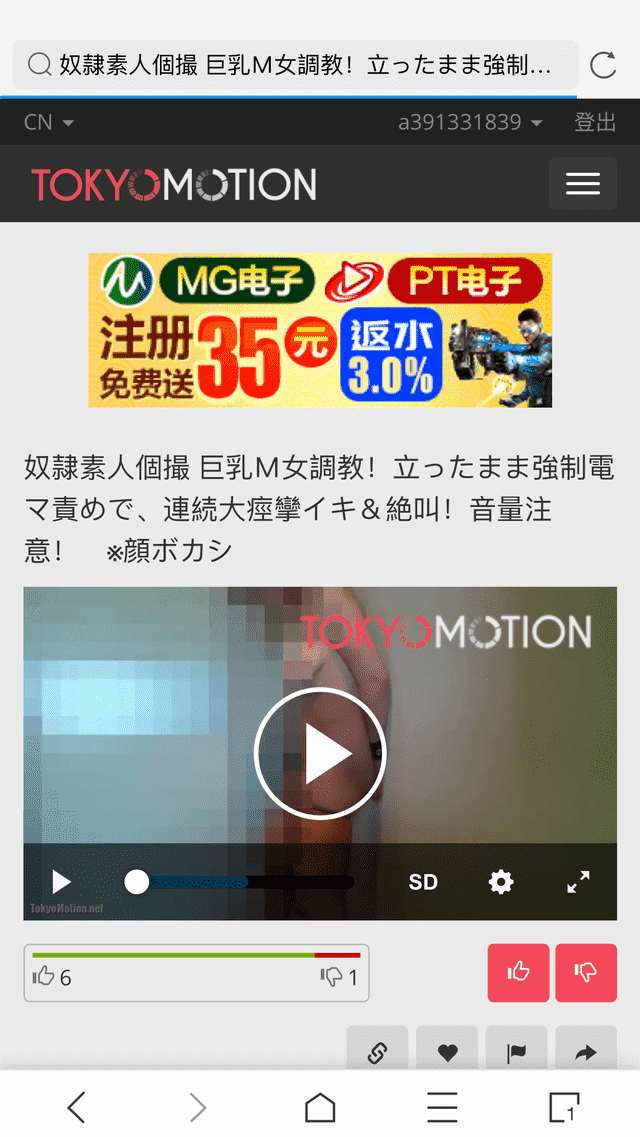 奴隷素人個撮 巨乳M女調教！立ったまま強制...
CN
a391331839
登出
TOKYOMOTION
MG电子
PT电子
注册
免费送
35
元
返水
3.0%
奴隷素人個撮 巨乳M女調教！立ったまま強制電
マ責めで、連続大痙攣イキ＆絶叫！音量注
意！　※顔ボカシ
TOKYOMOTION
SD
TokyoMotion.net
6
1
1